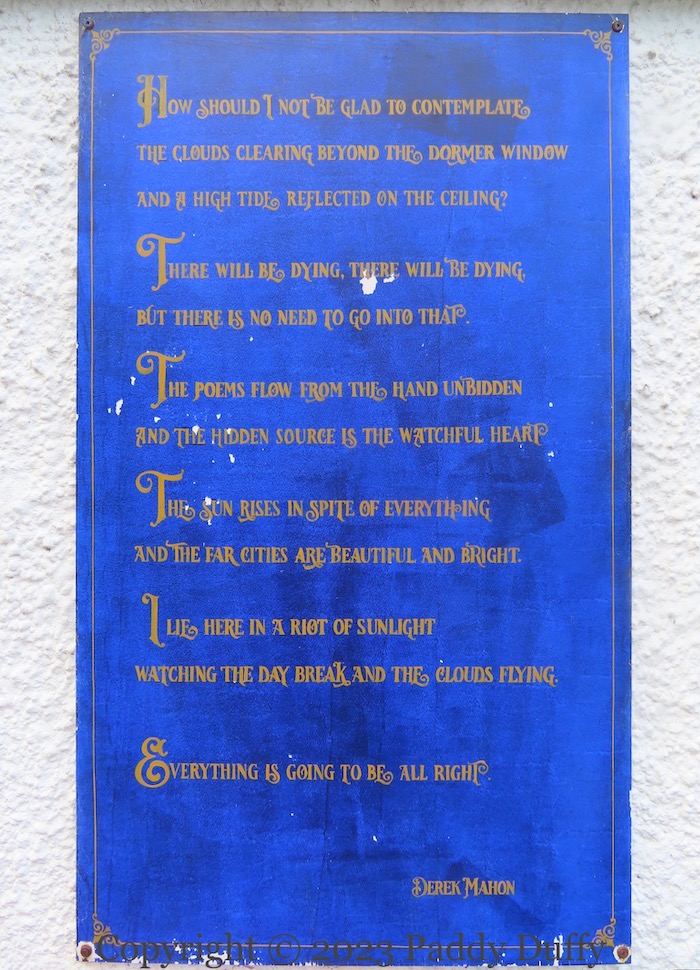 How should I not be glad to contemplate
the clouds clearing beyond the dormer window
and a high tide reflected on the ceiling?
There will be dying, there will be dying,
but there is no need to go into that.
The poems flow from the hand unbidden
and the hidden source is the watchful heart
The sun rises in spite of everything
and the far cities are beautiful and bright.
I lie here in a riot of sunlight
watching the day break and the clouds flying.
Everything is going to be all right.
Derek Mahon
Copyright © 2023 Paddy Duffy